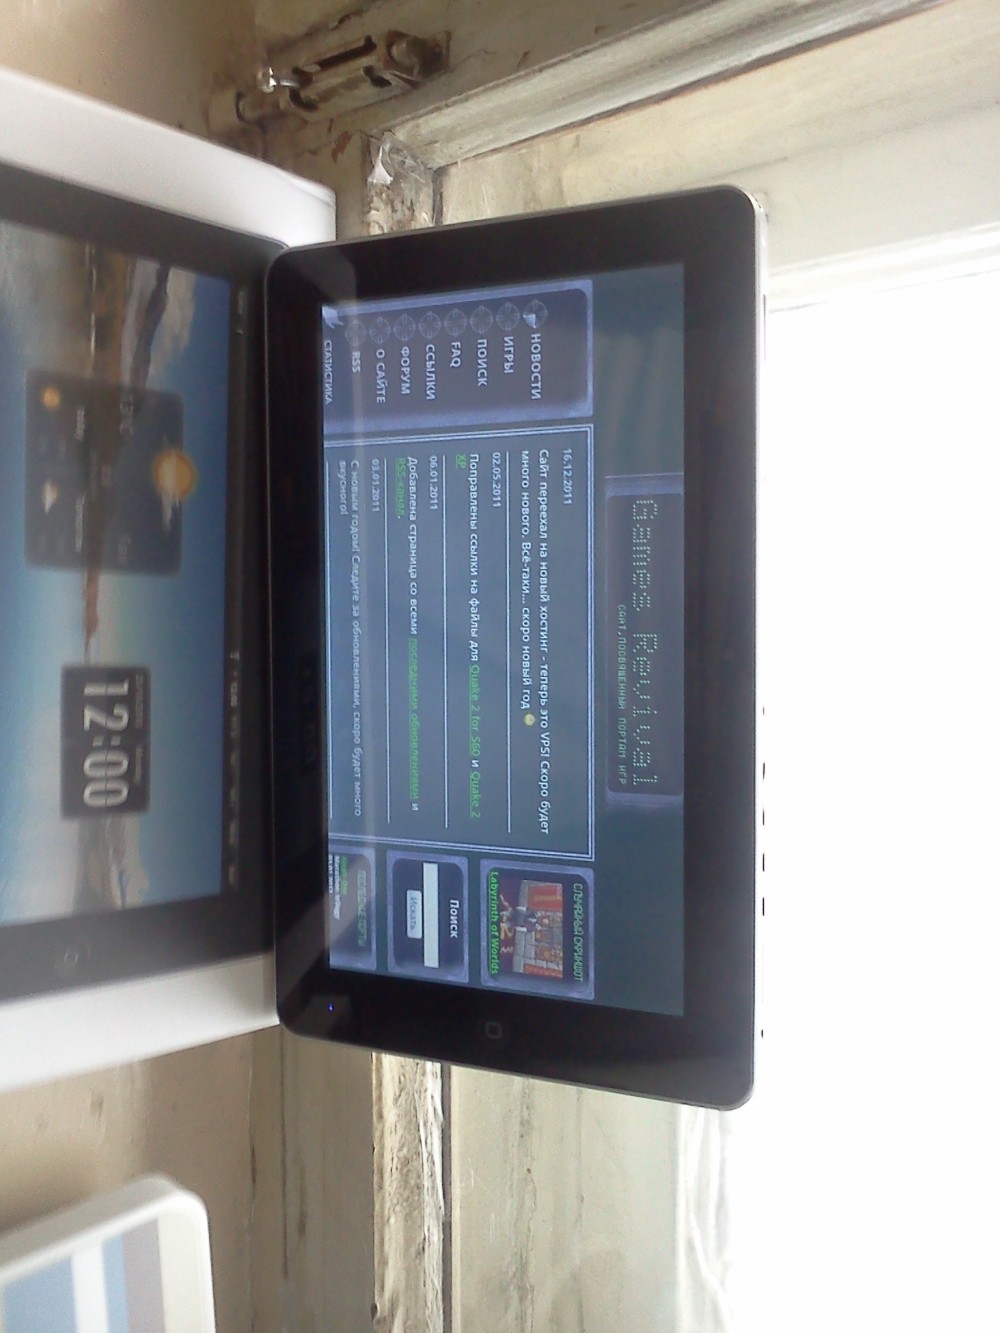 Games Revival
САЙТ, ПОСВЯЩЕННЫЙ ПОРТАМ ИГР
НОВОСТИ
ИГРЫ
ПОИСК
FAQ
ССЫЛКИ
ФОРУМ
О САЙТЕ
RSS
СТАТИСТИКА
16.12.2011
Сайт переехал на новый хостинг - теперь это VPS! Скоро будет
много нового. Всё-таки... скоро новый год
02.05.2011
Поправлены ссылки на файлы для Quake 2 for S60 и Quake 2
XP
06.01.2011
Добавлена страница со всеми последними обновлениями и
RSS-канал.
03.01.2011
С новым годом! Следите за обновлениями, скоро будет много
вкусного!
СЛУЧАЙНЫЙ СКРИНШОТ
Labyrinth of Worlds
Поиск
Искать
12:00